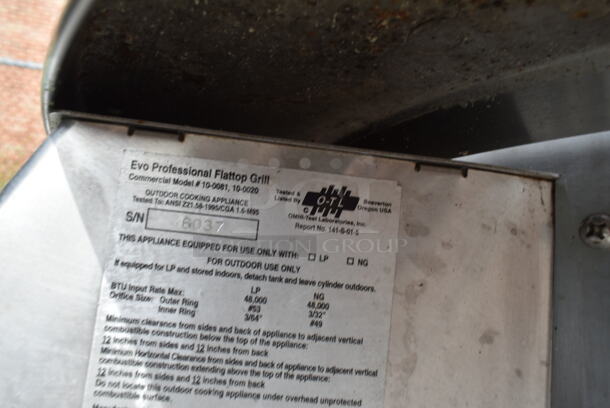 Evo Professional Flattop Grill
Commercial Model # 10-0081, 10-0020
OUTDOOR COOKING APPLIANCE
Tested To: ANSI Z21.58-1995/CGA 1.6-M95
Tested & Listed by
O-T-L
C
Beaverton Oregon USA
OMNI-Test Laboratories, Inc.
Report No. 141-G-01-5
S/N 6037
THIS APPLIANCE EQUIPPED FOR USE ONLY WITH: ☐ LP ☐ NG
FOR OUTDOOR USE ONLY
If equipped for LP and stored indoors, detach tank and leave cylinder outdoors.
LP NG
BTU Input Rate Max: 48,000 48,000
Orifice Size: Outer Ring #53 3/32"
Inner Ring 3/64" #49
Minimum clearance from sides and back of appliance to adjacent vertical
combustible construction below the top of the appliance:
12 inches from sides and 12 inches from back
Minimum Horizontal Clearance from sides and back of appliance to adjacent vertical
combustible construction extending above the top of the appliance:
12 inches from sides and 12 inches from back
Do not locate this outdoor cooking appliance under overhead unprotected
combustible surface.
GROUP